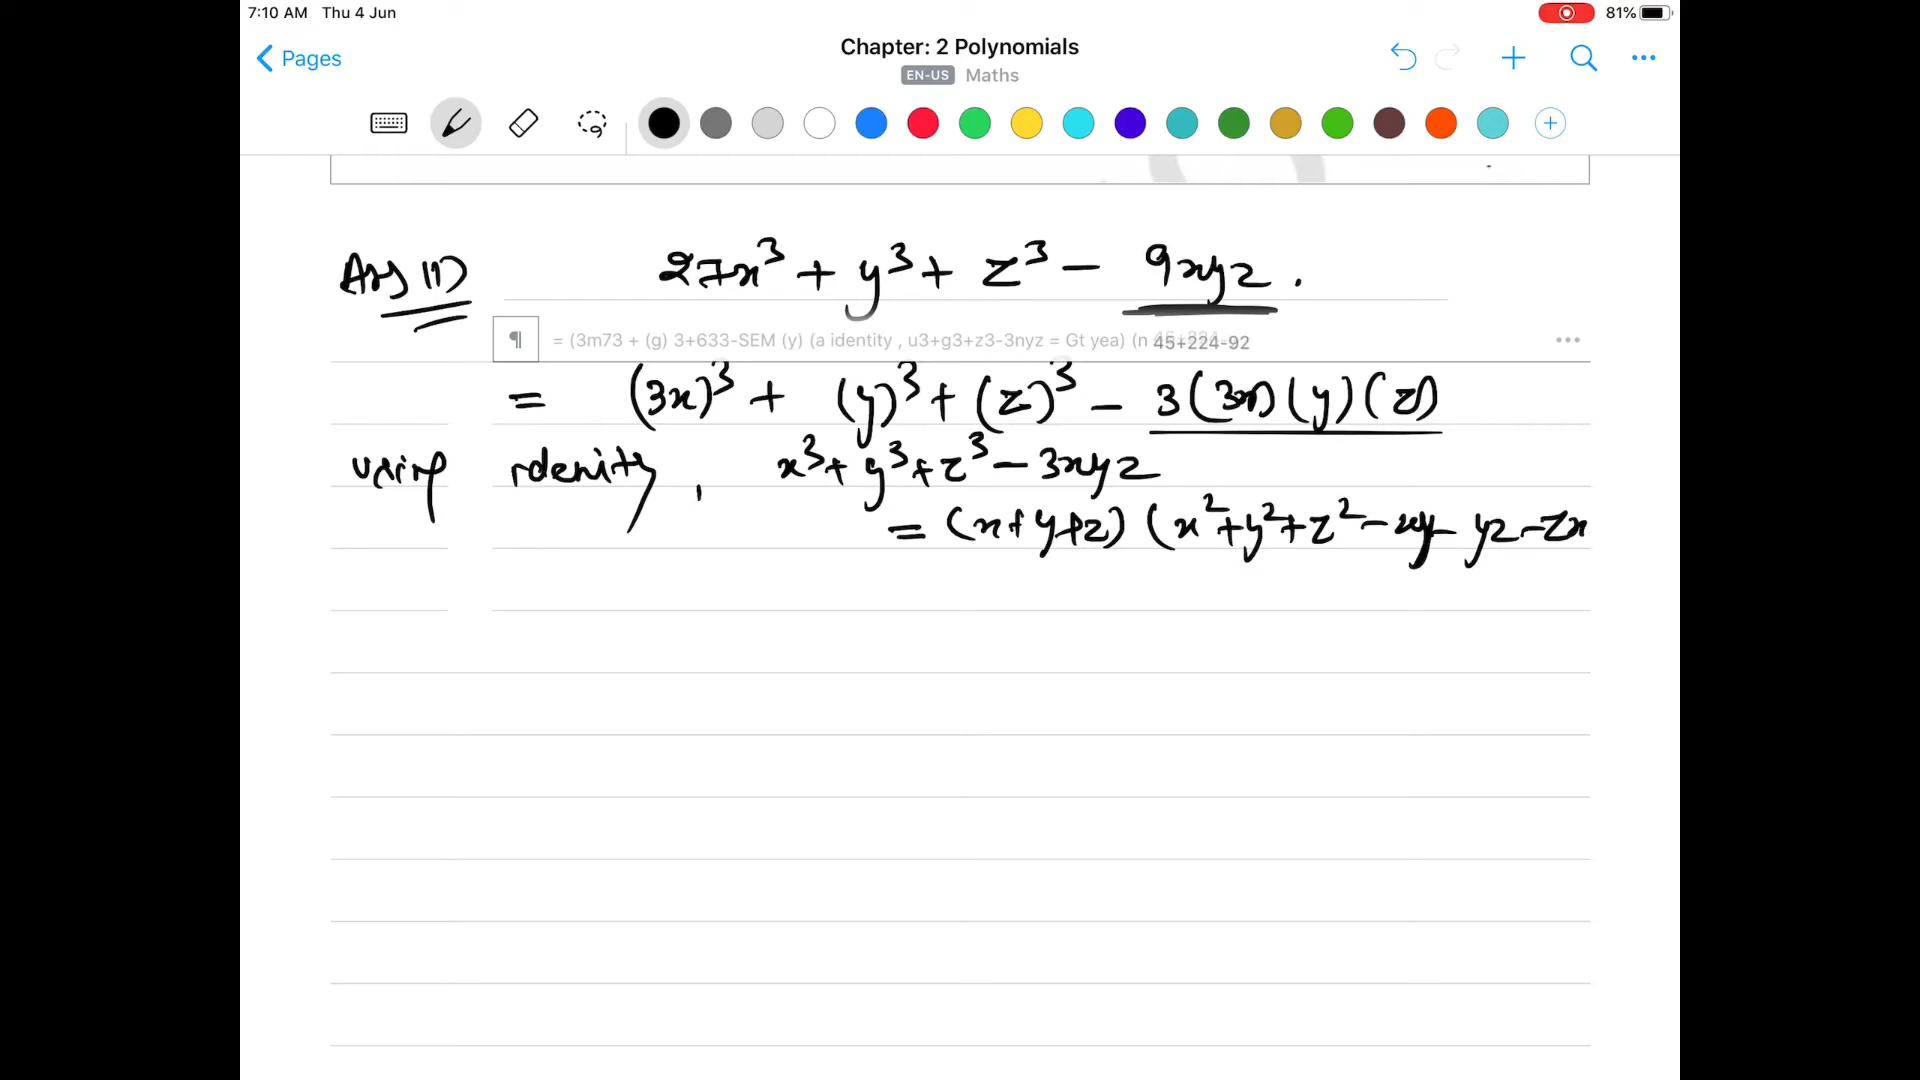 7:10 AM Thu 4 Jun 81%
Pages
Chapter: 2 Polynomials
EN-US Maths
Ans 11) 27x³ + y³ + z³ - 9xyz.
¶ = (3m73 + (g) 3+633-SEM (y) (a identity , u3+g3+z3-3nyz = Gt yea) (n 45+224-92
= (3x)³ + (y)³ + (z)³ - 3(3x)(y)(z)
using idenity, x³+y³+z³-3xyz
= (x+y+z) (x²+y²+z²-xy-yz-zx